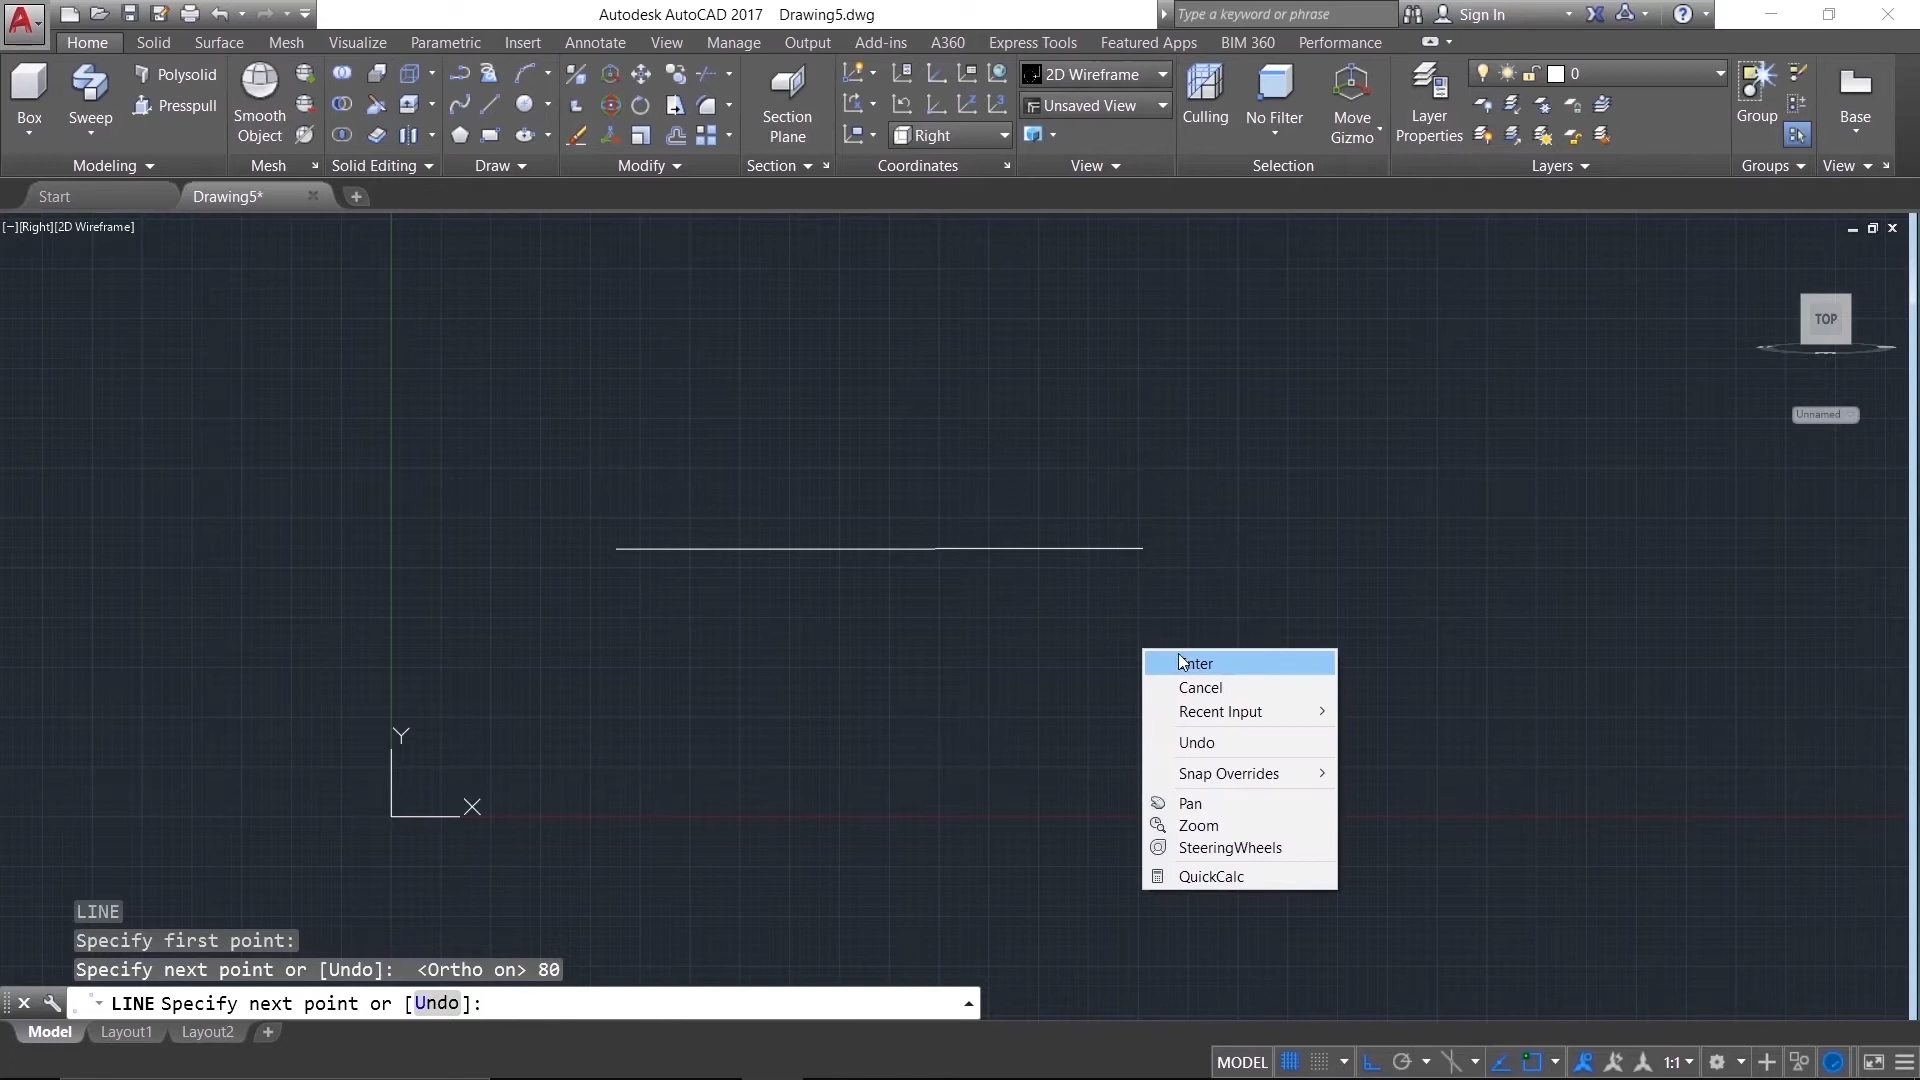 Autodesk AutoCAD 2017 Drawing5.dwg
Type a keyword or phrase
Sign In
Home Solid Surface Mesh Visualize Parametric Insert Annotate View Manage Output Add-ins A360 Express Tools Featured Apps BIM 360 Performance
Box
Sweep
Polysolid
Presspull
Smooth
Object
Section
Plane
2D Wireframe
Unsaved View
Right
Culling
No Filter
Move
Gizmo
Layer
Properties
0
Group
Base
Modeling
Mesh
Solid Editing
Draw
Modify
Section
Coordinates
View
Selection
Layers
Groups
View
Start
Drawing5*
[−][Right][2D Wireframe]
TOP
Unnamed
Y
X
Cancel
Recent Input
Undo
Snap Overrides
Pan
Zoom
SteeringWheels
QuickCalc
LINE
Specify first point:
Specify next point or [Undo]: <Ortho on> 80
LINE Specify next point or [Undo]:
Model Layout1 Layout2
MODEL
1:1